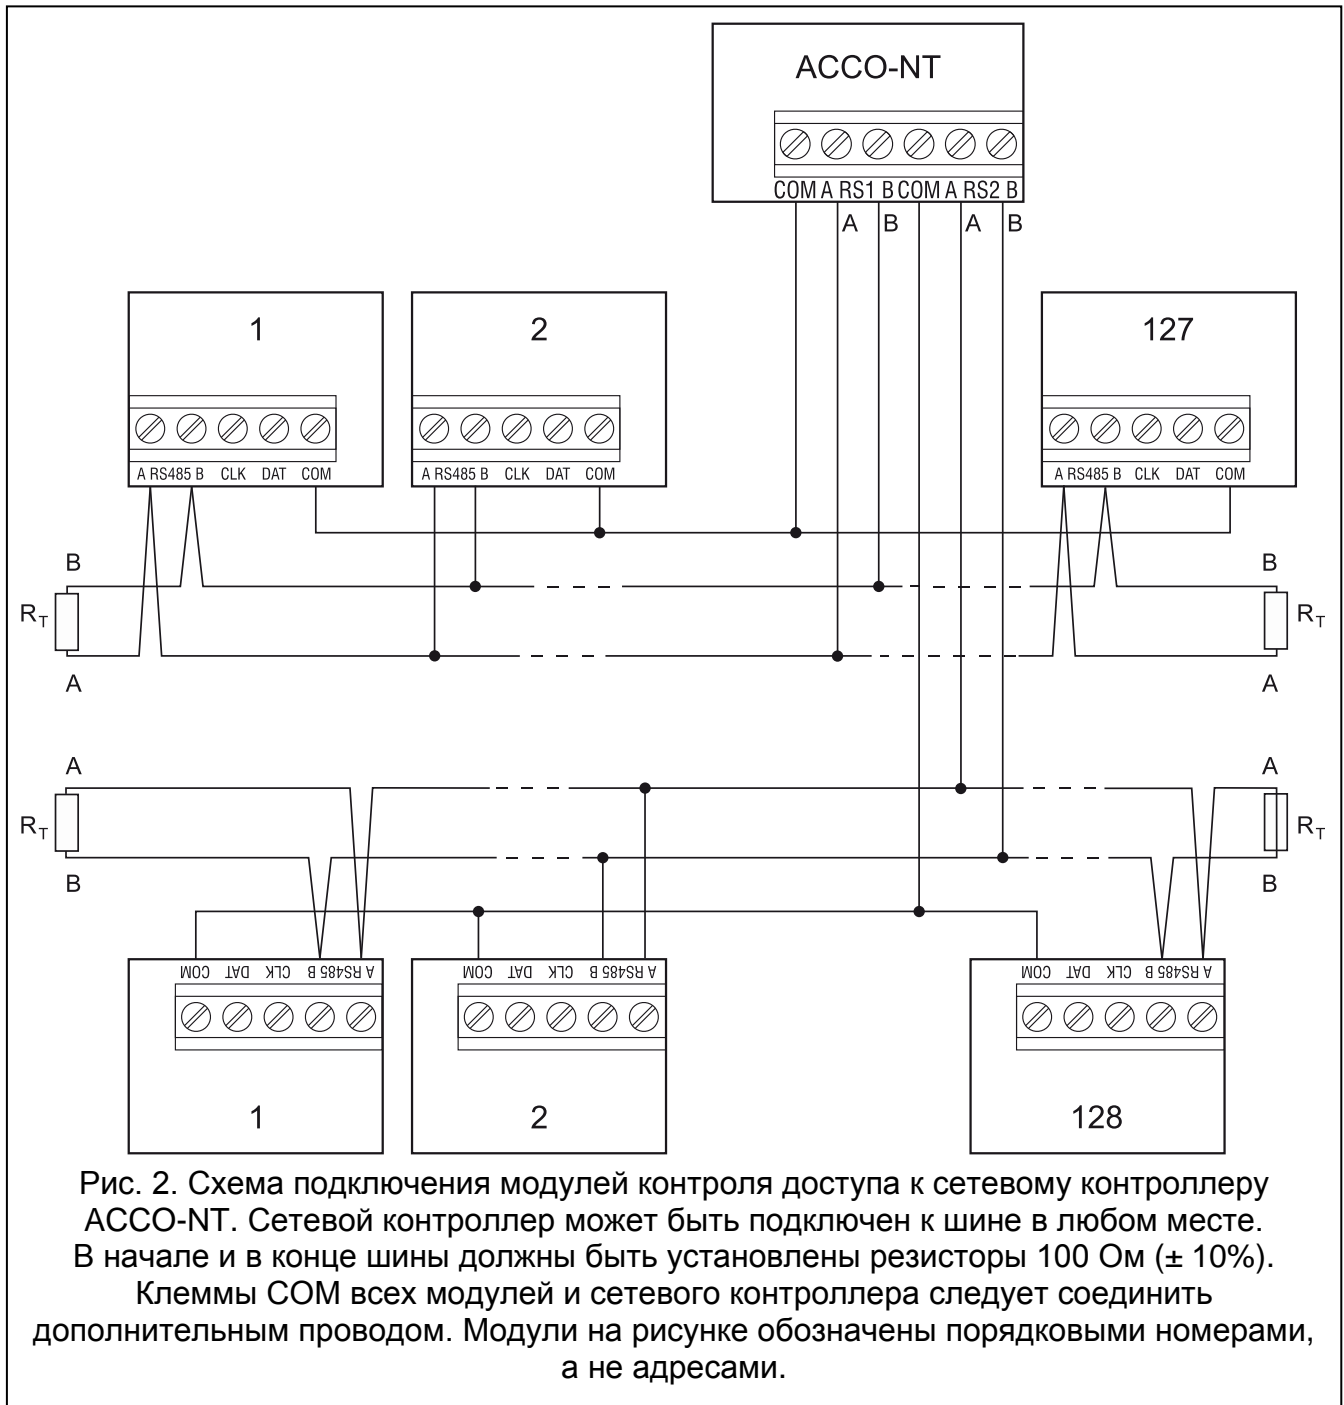 ACCO-NT
COM A RS1 B COM A RS2 B
A B A B
1 2 127
A RS485 B CLK DAT COM A RS485 B CLK DAT COM A RS485 B CLK DAT COM
B B
RT RT
A A
A A
RT RT
B B
COM DAT CLK B RS485 A COM DAT CLK B RS485 A COM DAT CLK B RS485 A
1 2 128
Рис. 2. Схема подключения модулей контроля доступа к сетевому контроллеру
ACCO-NT. Сетевой контроллер может быть подключен к шине в любом месте.
В начале и в конце шины должны быть установлены резисторы 100 Ом (± 10%).
Клеммы COM всех модулей и сетевого контроллера следует соединить
дополнительным проводом. Модули на рисунке обозначены порядковыми номерами,
а не адресами.